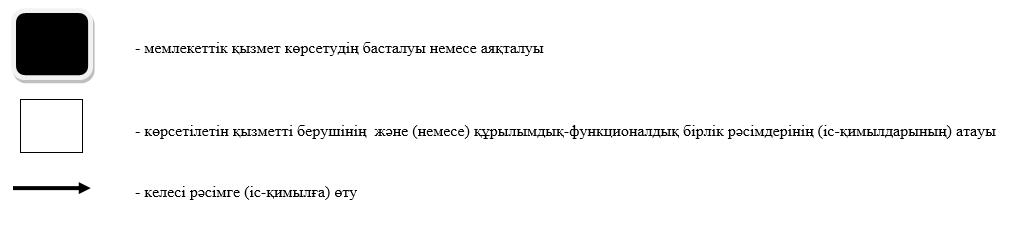 - мемлекеттік қызмет көрсетудің басталуы немесе аяқталуы
- көрсетілетін қызметті берушінің және (немесе) құрылымдық-функционалдық бірлік рәсімдерінің (іс-қимылдарының) атауы
- келесі рәсімге (іс-қимылға) өту